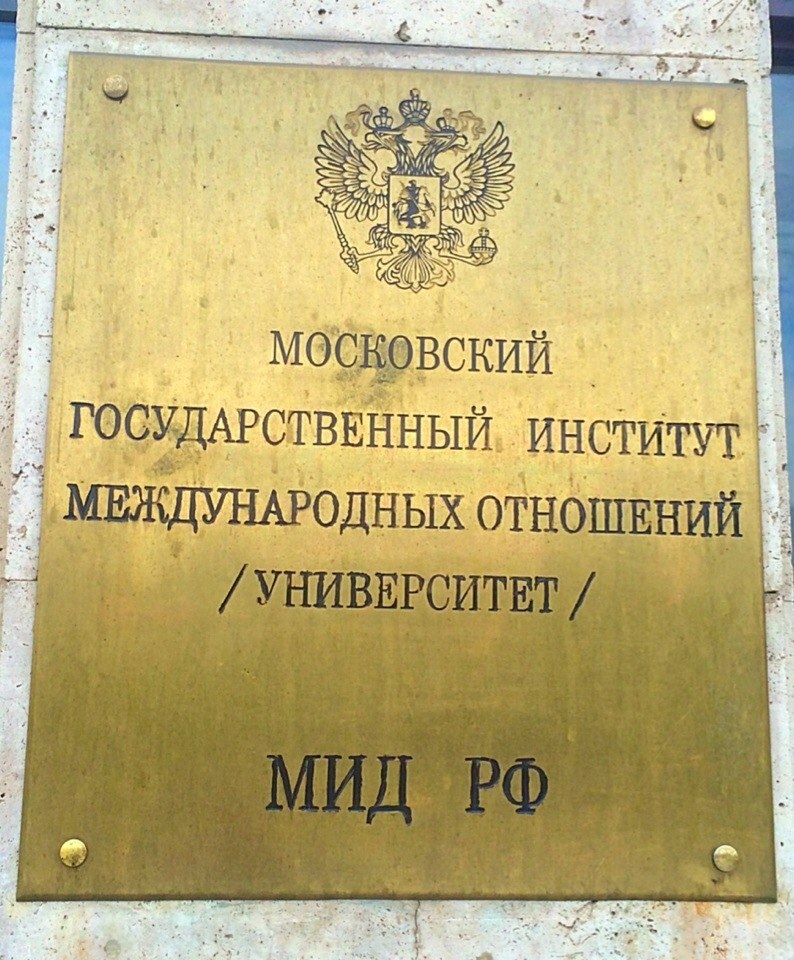 МОСКОВСКИЙ
ГОСУДАРСТВЕННЫЙ ИНСТИТУТ
МЕЖДУНАРОДНЫХ ОТНОШЕНИЙ
/УНИВЕРСИТЕТ/
МИД РФ